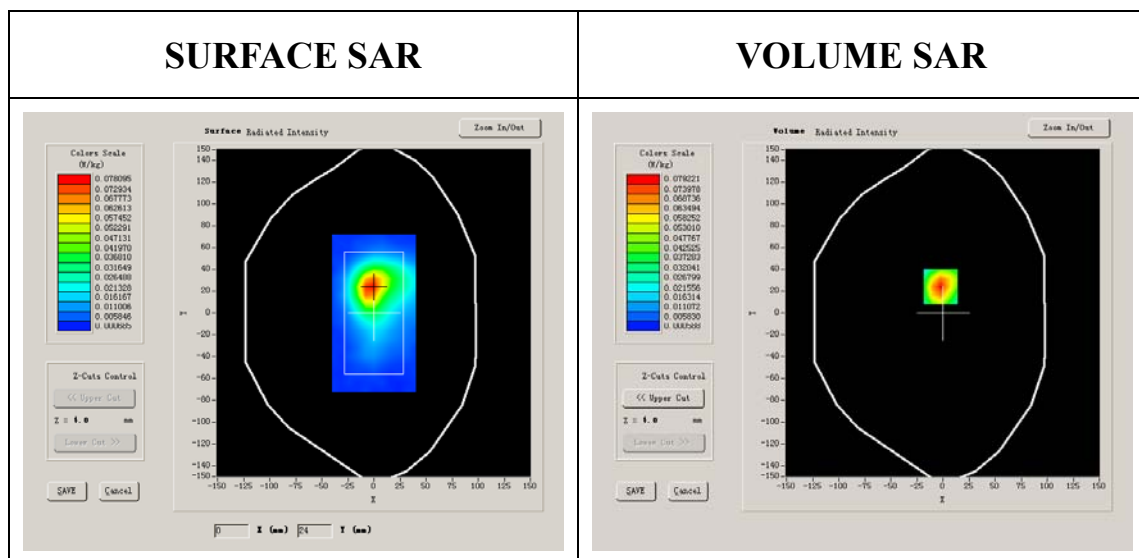 SURFACE SAR
Surface Radiated Intensity
Zoom In/Out
Colors Scale
(W/kg)
0.078095
0.072934
0.067773
0.062613
0.057452
0.052291
0.047131
0.041970
0.036810
0.031649
0.026488
0.021328
0.016167
0.011006
0.005846
0.000685
Z-Cuts Control
<< Upper Cut
Z = 4.0 mm
Lower Cut >>
SAVE Cancel
150
140
120
100
80
60
40
20
0
-20
-40
-60
-80
-100
-120
-140
-150
Y
-150 -125 -100 -75 -50 -25 0 25 50 75 100 125 150
X
0 X (mm) 24 Y (mm)
VOLUME SAR
Volume Radiated Intensity
Zoom In/Out
Colors Scale
(W/kg)
0.079221
0.073978
0.068736
0.063494
0.058252
0.053010
0.047767
0.042525
0.037283
0.032041
0.026799
0.021556
0.016314
0.011072
0.005830
0.000588
Z-Cuts Control
<< Upper Cut
Z = 4.0 mm
Lower Cut >>
SAVE Cancel
150
140
120
100
80
60
40
20
0
-20
-40
-60
-80
-100
-120
-140
-150
Y
-150 -125 -100 -75 -50 -25 0 25 50 75 100 125 150
X